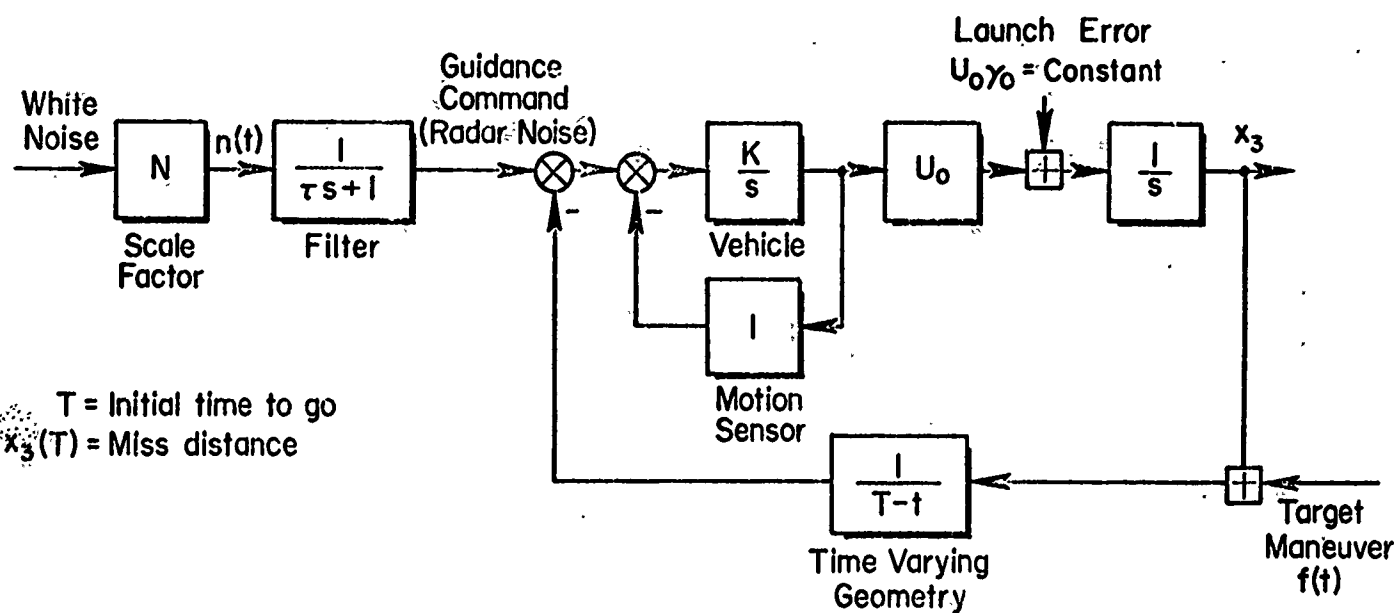 Launch Error
U₀γ₀ = Constant
Guidance
Command
(Radar Noise)
White
Noise
N
n(t)
1
τs+1
K
s
U₀
+
1
s
x₃
Scale
Factor
Filter
-
-
Vehicle
1
Motion
Sensor
T = Initial time to go
x₃(T) = Miss distance
1
T-t
+
Time Varying
Geometry
Target
Maneuver
f(t)